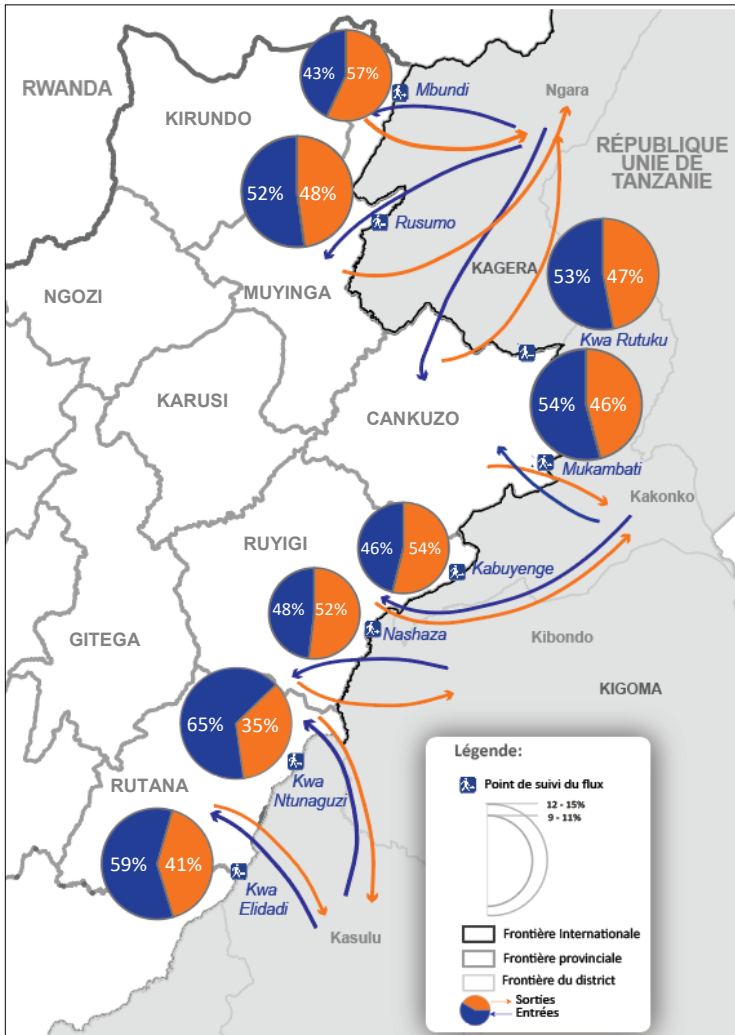 43%
57%
Mbundi
Ngara
RWANDA
KIRUNDO
RÉPUBLIQUE
UNIE DE
TANZANIE
52%
48%
Rusumo
KAGERA
53%
47%
Kwa Rutuku
NGOZI
MUYINGA
KARUSI
CANKUZO
54%
46%
Mukambati
Kakonko
RUYIGI
46%
54%
Kabuyenge
48%
52%
Nashaza
GITEGA
Kibondo
KIGOMA
65%
35%
Kwa
Ntunaguzi
RUTANA
59%
41%
Kwa
Elidadi
Kasulu
Légende:
Point de suivi du flux
12 - 15%
9 - 11%
Frontière Internationale
Frontière provinciale
Frontière du district
Sorties
Entrées